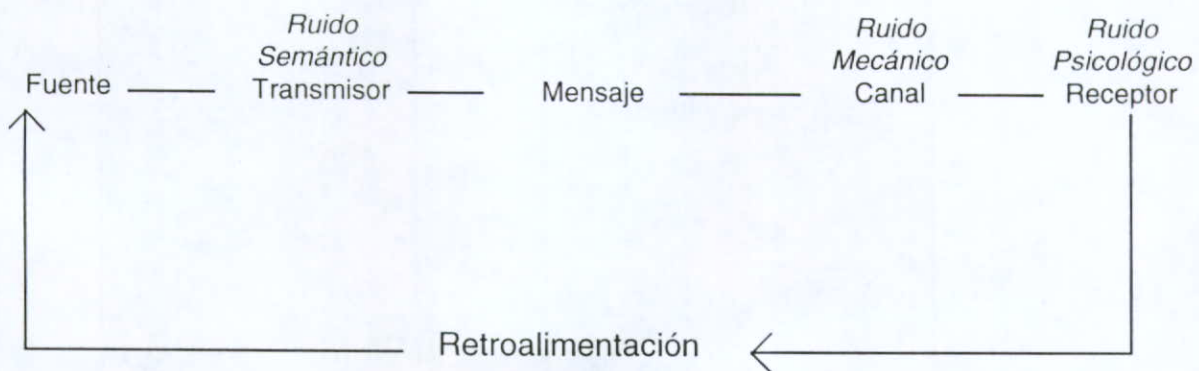 Ruido
Semántico
Ruido
Mecánico
Ruido
Psicológico
Fuente Transmisor Mensaje Canal Receptor
Retroalimentación